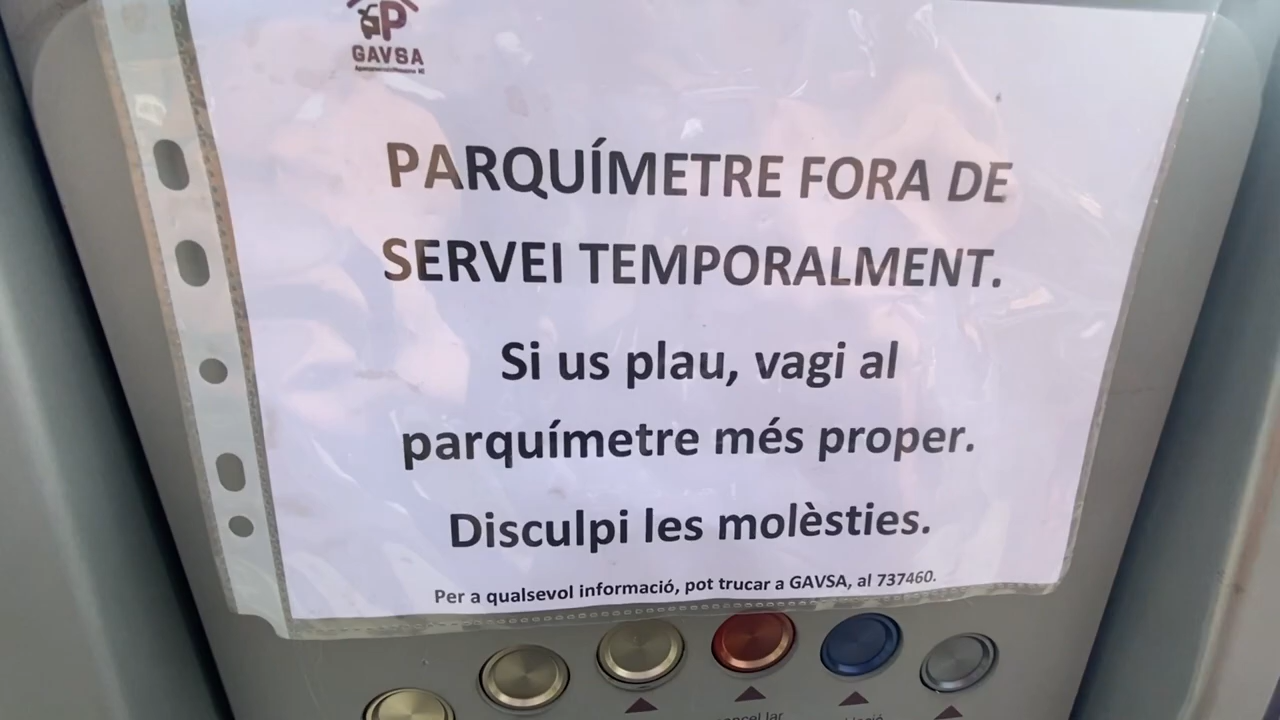 P
GAVSA
PARQUÍMETRE FORA DE
SERVEI TEMPORALMENT.
Si us plau, vagi al
parquímetre més proper.
Disculpi les molèsties.
Per a qualsevol informació, pot trucar a GAVSA, al 737460.